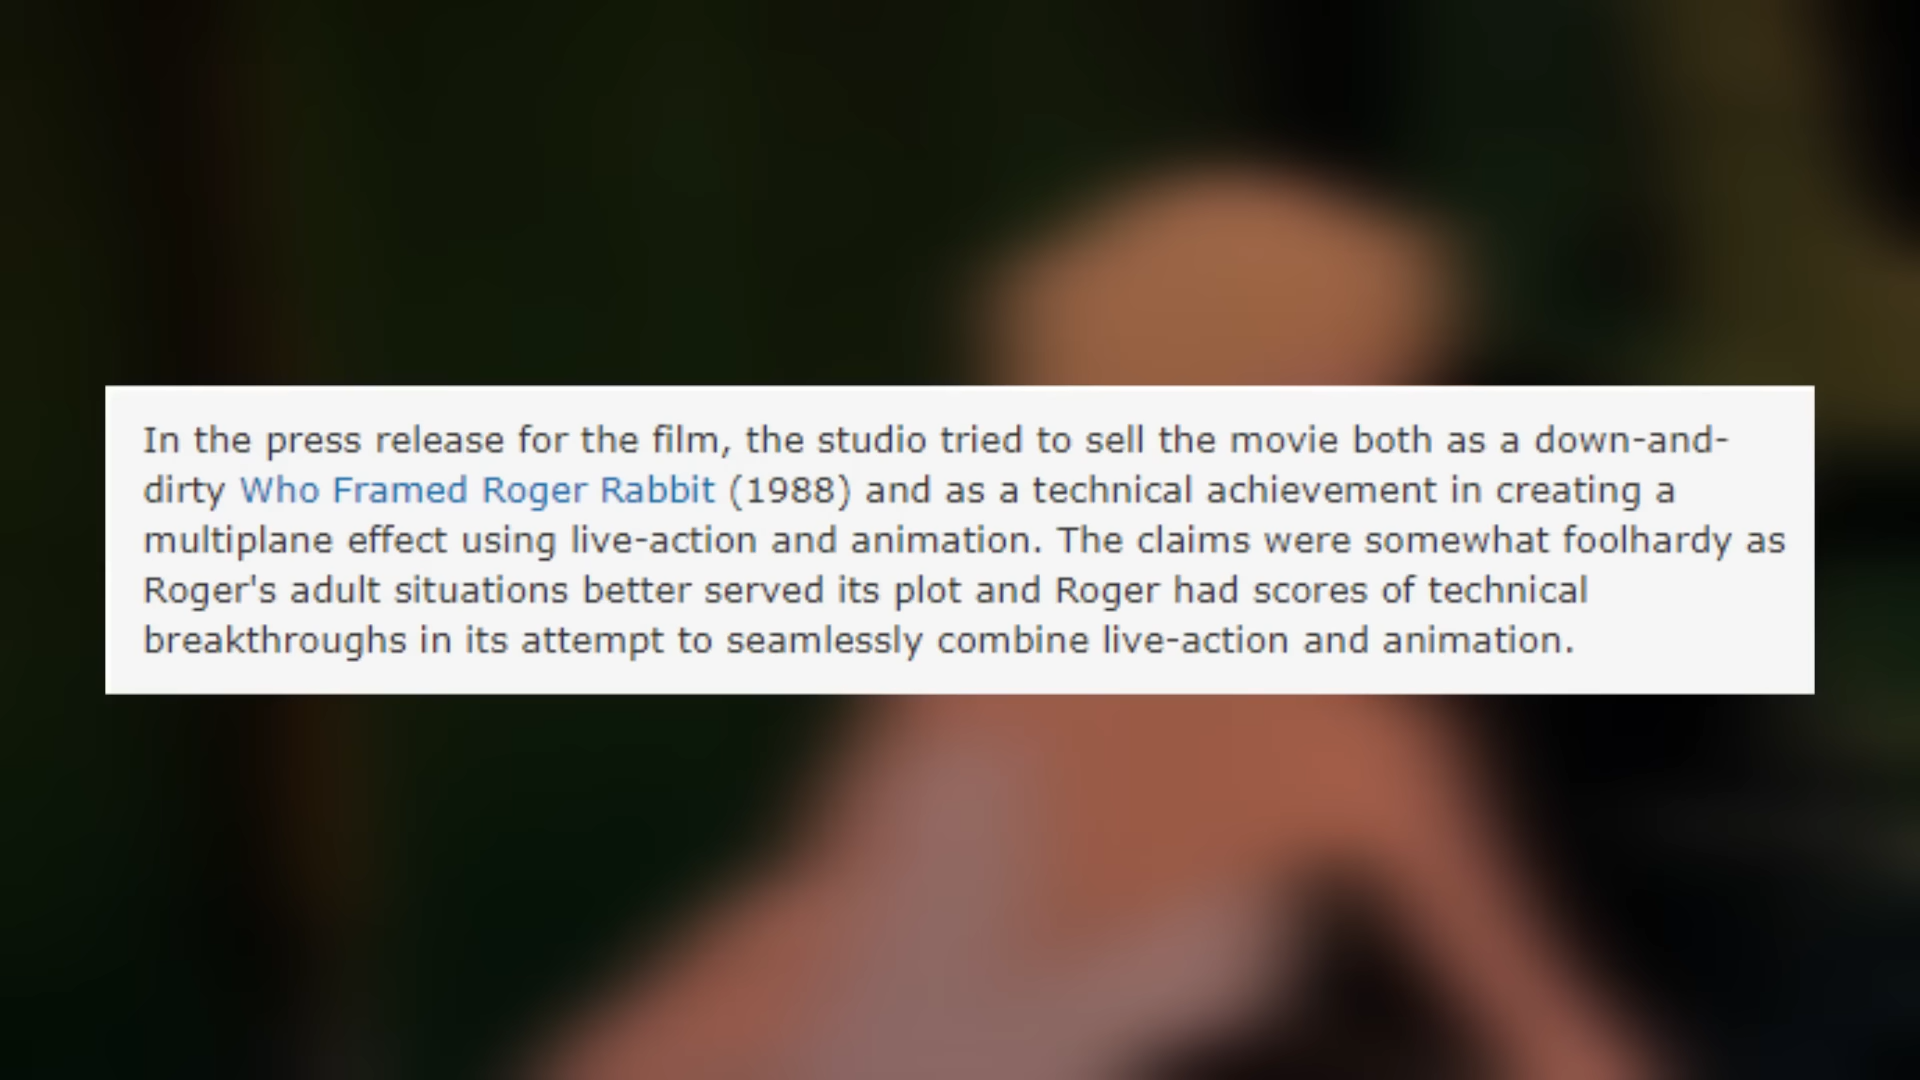 In the press release for the film, the studio tried to sell the movie both as a down-and-
dirty Who Framed Roger Rabbit (1988) and as a technical achievement in creating a
multiplane effect using live-action and animation. The claims were somewhat foolhardy as
Roger's adult situations better served its plot and Roger had scores of technical
breakthroughs in its attempt to seamlessly combine live-action and animation.